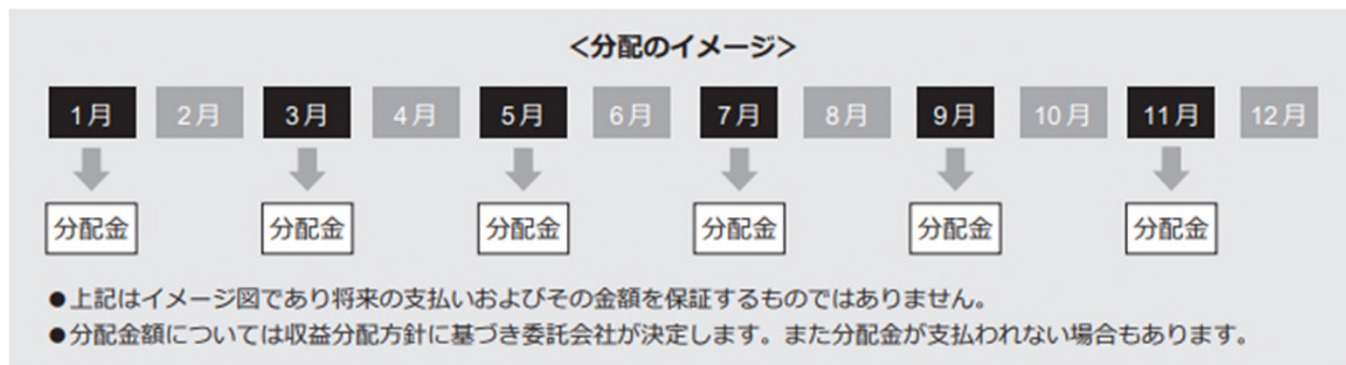 ＜分配のイメージ＞
1月 2月 3月 4月 5月 6月 7月 8月 9月 10月 11月 12月
分配金 分配金 分配金 分配金 分配金 分配金
●上記はイメージ図であり将来の支払いおよびその金額を保証するものではありません。
●分配金額については収益分配方針に基づき委託会社が決定します。また分配金が支払われない場合もあります。